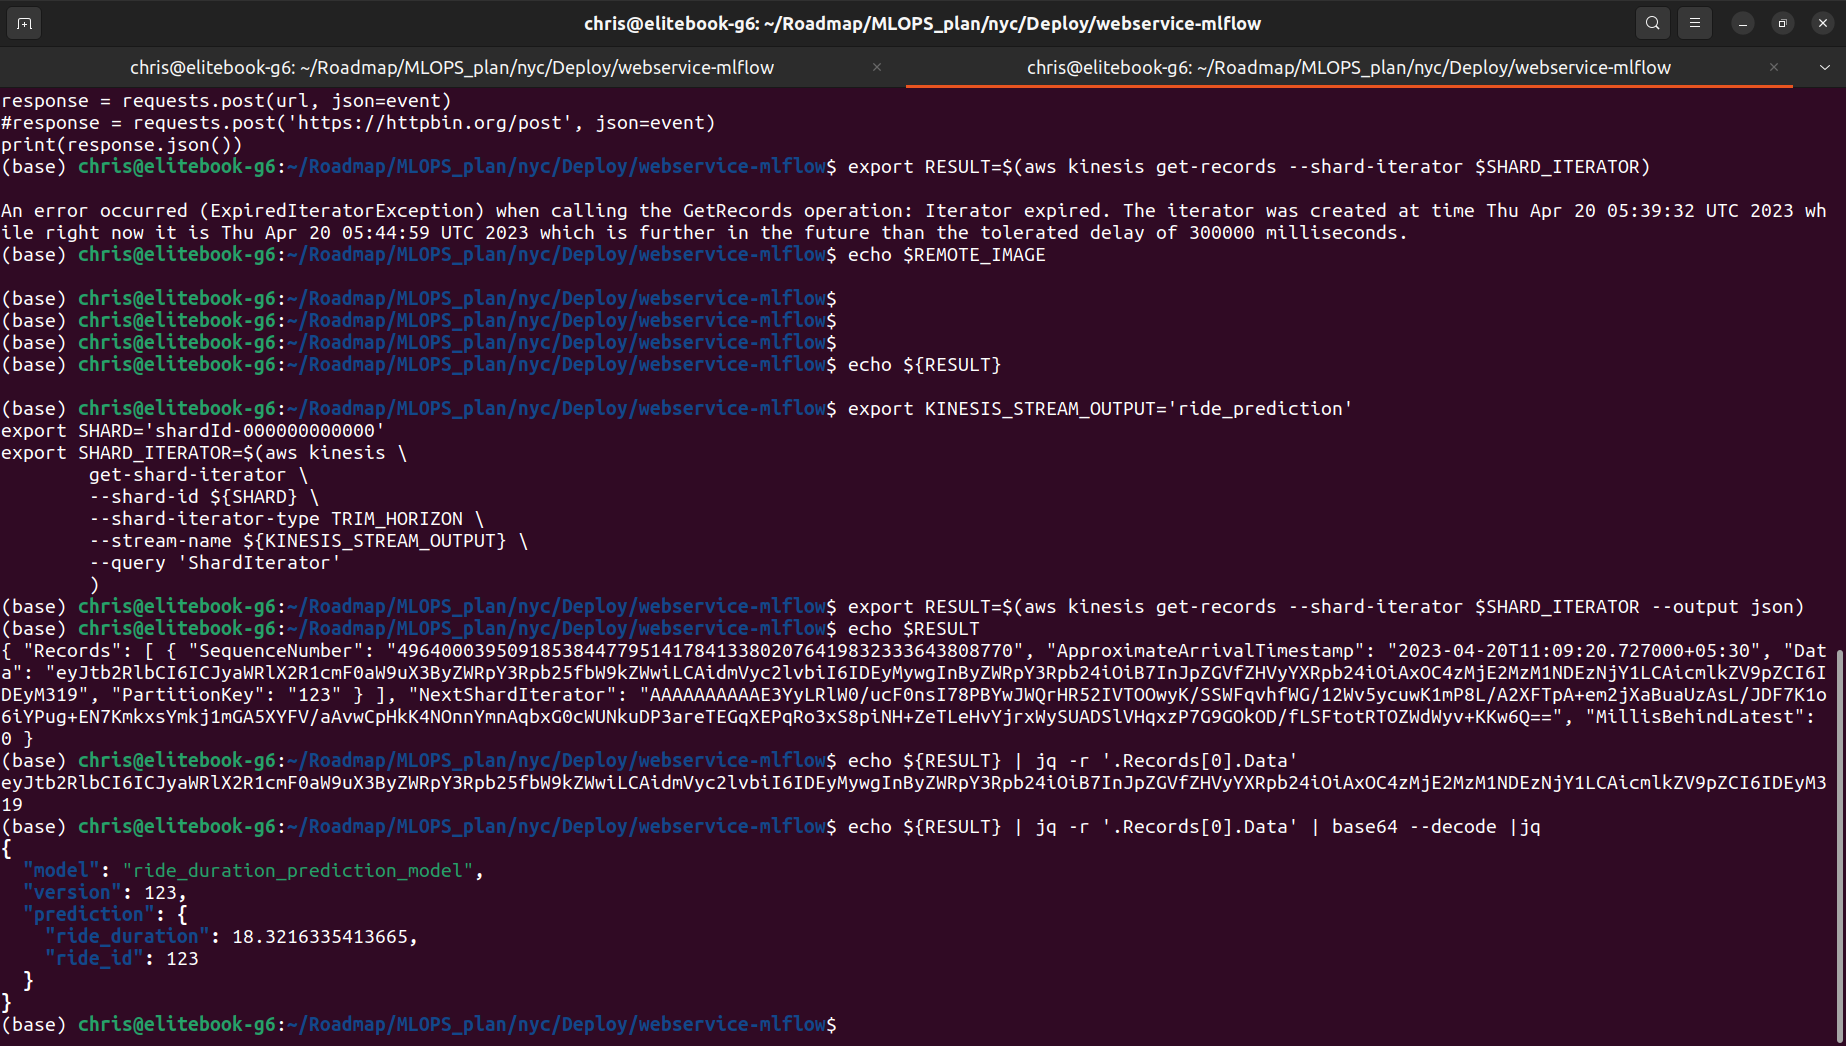 chris@elitebook-g6: ~/Roadmap/MLOPS_plan/nyc/Deploy/webservice-mlflow
chris@elitebook-g6: ~/Roadmap/MLOPS_plan/nyc/Deploy/webservice-mlflow
chris@elitebook-g6: ~/Roadmap/MLOPS_plan/nyc/Deploy/webservice-mlflow
response = requests.post(url, json=event)
#response = requests.post('https://httpbin.org/post', json=event)
print(response.json())
(base) chris@elitebook-g6:~/Roadmap/MLOPS_plan/nyc/Deploy/webservice-mlflow$ export RESULT=$(aws kinesis get-records --shard-iterator $SHARD_ITERATOR)
An error occurred (ExpiredIteratorException) when calling the GetRecords operation: Iterator expired. The iterator was created at time Thu Apr 20 05:39:32 UTC 2023 wh
ile right now it is Thu Apr 20 05:44:59 UTC 2023 which is further in the future than the tolerated delay of 300000 milliseconds.
(base) chris@elitebook-g6:~/Roadmap/MLOPS_plan/nyc/Deploy/webservice-mlflow$ echo $REMOTE_IMAGE
(base) chris@elitebook-g6:~/Roadmap/MLOPS_plan/nyc/Deploy/webservice-mlflow$
(base) chris@elitebook-g6:~/Roadmap/MLOPS_plan/nyc/Deploy/webservice-mlflow$
(base) chris@elitebook-g6:~/Roadmap/MLOPS_plan/nyc/Deploy/webservice-mlflow$
(base) chris@elitebook-g6:~/Roadmap/MLOPS_plan/nyc/Deploy/webservice-mlflow$ echo ${RESULT}
(base) chris@elitebook-g6:~/Roadmap/MLOPS_plan/nyc/Deploy/webservice-mlflow$ export KINESIS_STREAM_OUTPUT='ride_prediction'
export SHARD='shardId-000000000000'
export SHARD_ITERATOR=$(aws kinesis \
        get-shard-iterator \
        --shard-id ${SHARD} \
        --shard-iterator-type TRIM_HORIZON \
        --stream-name ${KINESIS_STREAM_OUTPUT} \
        --query 'ShardIterator'
        )
(base) chris@elitebook-g6:~/Roadmap/MLOPS_plan/nyc/Deploy/webservice-mlflow$ export RESULT=$(aws kinesis get-records --shard-iterator $SHARD_ITERATOR --output json)
(base) chris@elitebook-g6:~/Roadmap/MLOPS_plan/nyc/Deploy/webservice-mlflow$ echo $RESULT
{ "Records": [ { "SequenceNumber": "49640003950918538447795141784133802076419832333643808770", "ApproximateArrivalTimestamp": "2023-04-20T11:09:20.727000+05:30", "Dat
a": "eyJtb2RlbCI6ICJyaWRlX2R1cmF0aW9uX3ByZWRpY3Rpb25fbW9kZWwiLCAidmVyc2lvbiI6IDEyMywgInByZWRpY3Rpb24iOiB7InJpZGVfZHVyYXRpb24iOiAxOC4zMjE2MzM1NDEzNjY1LCAicmlkZV9pZCI6I
DEyM319", "PartitionKey": "123" } ], "NextShardIterator": "AAAAAAAAAAE3YyLRlW0/ucF0nsI78PBYwJWQrHR52IVTOOwyK/SSWFqvhfWG/12Wv5ycuwK1mP8L/A2XFTpA+em2jXaBuaUzAsL/JDF7K1o
6iYPug+EN7KmkxsYmkj1mGA5XYFV/aAvwCpHkK4NOnnYmnAqbxG0cWUNkuDP3areTEGqXEPqRo3xS8piNH+ZeTLeHvYjrxWySUADSlVHqxzP7G9GOkOD/fLSFtotRTOZWdWyv+KKw6Q==", "MillisBehindLatest":
0 }
(base) chris@elitebook-g6:~/Roadmap/MLOPS_plan/nyc/Deploy/webservice-mlflow$ echo ${RESULT} | jq -r '.Records[0].Data'
eyJtb2RlbCI6ICJyaWRlX2R1cmF0aW9uX3ByZWRpY3Rpb25fbW9kZWwiLCAidmVyc2lvbiI6IDEyMywgInByZWRpY3Rpb24iOiB7InJpZGVfZHVyYXRpb24iOiAxOC4zMjE2MzM1NDEzNjY1LCAicmlkZV9pZCI6IDEyM3
19
(base) chris@elitebook-g6:~/Roadmap/MLOPS_plan/nyc/Deploy/webservice-mlflow$ echo ${RESULT} | jq -r '.Records[0].Data' | base64 --decode |jq
{
  "model": "ride_duration_prediction_model",
  "version": 123,
  "prediction": {
    "ride_duration": 18.3216335413665,
    "ride_id": 123
  }
}
(base) chris@elitebook-g6:~/Roadmap/MLOPS_plan/nyc/Deploy/webservice-mlflow$